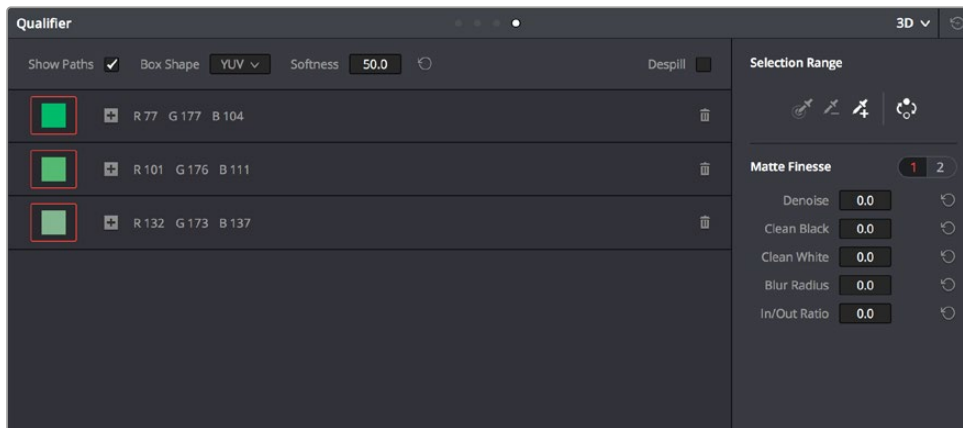 Qualifier 3D
Show Paths Box Shape YUV Softness 50.0 Despill
R 77 G 177 B 104
R 101 G 176 B 111
R 132 G 173 B 137
Selection Range
Matte Finesse 1 2
Denoise 0.0
Clean Black 0.0
Clean White 0.0
Blur Radius 0.0
In/Out Ratio 0.0